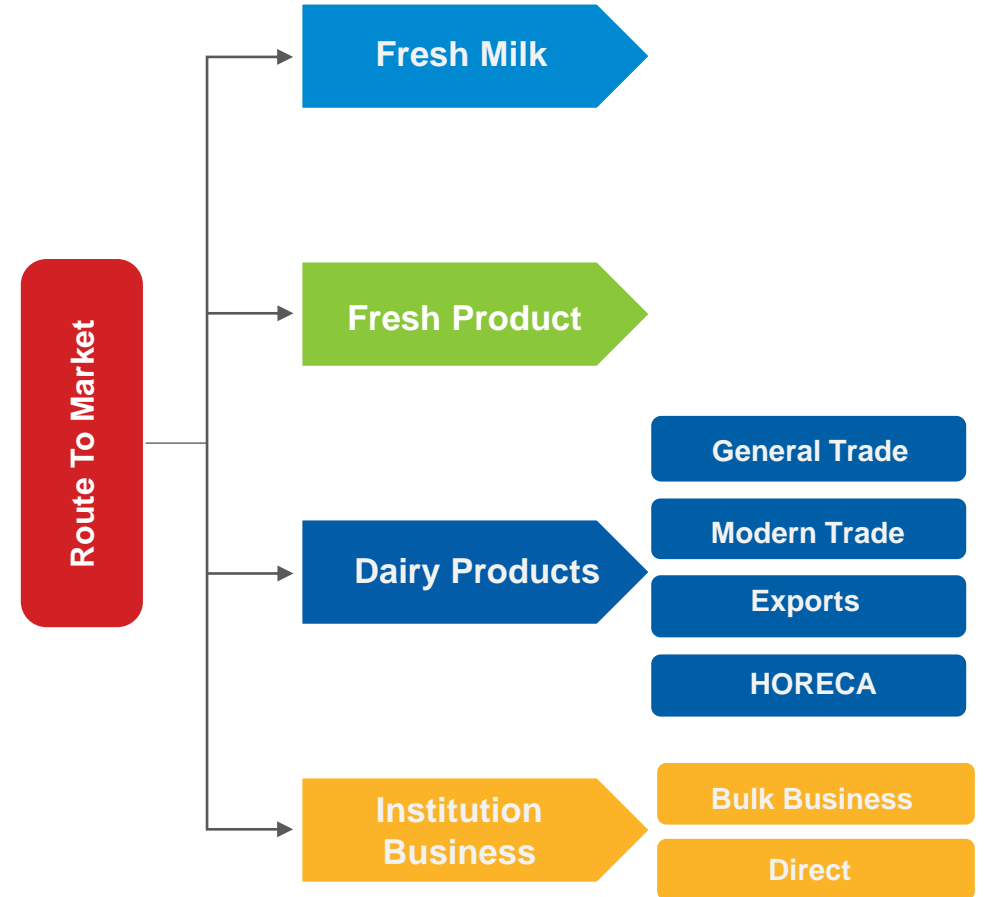 Fresh Milk
Fresh Product
Route To Market
General Trade
Modern Trade
Dairy Products
Exports
HORECA
Institution
Business
Bulk Business
Direct